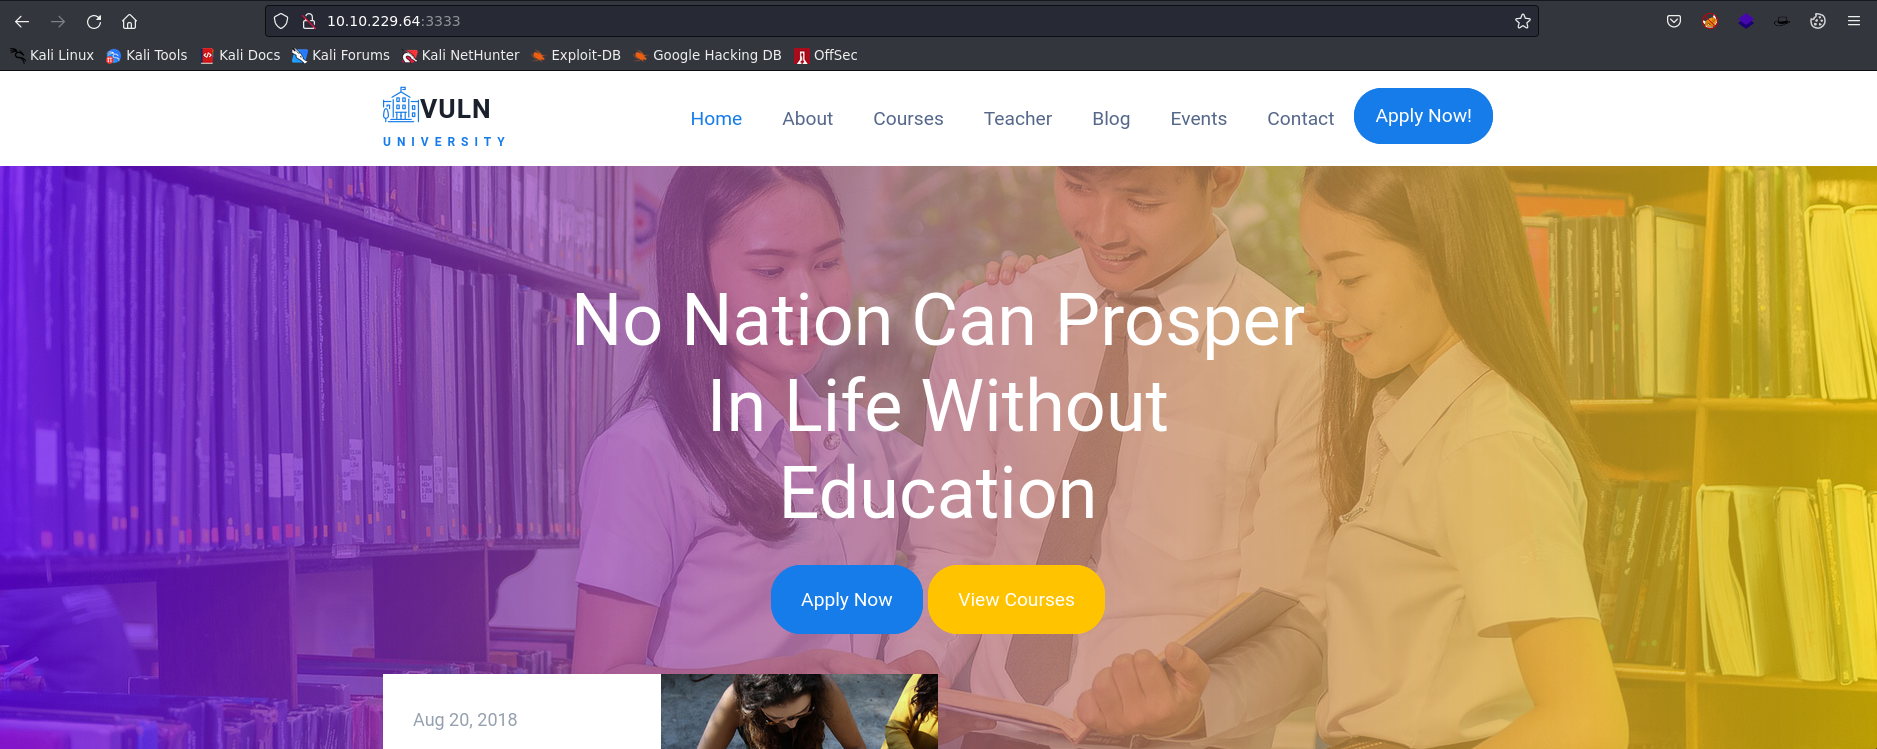 10.10.229.64:3333
Kali Linux Kali Tools Kali Docs Kali Forums Kali NetHunter Exploit-DB Google Hacking DB OffSec
VULN
UNIVERSITY
Home About Courses Teacher Blog Events Contact Apply Now!
No Nation Can Prosper
In Life Without
Education
Apply Now View Courses
Aug 20, 2018